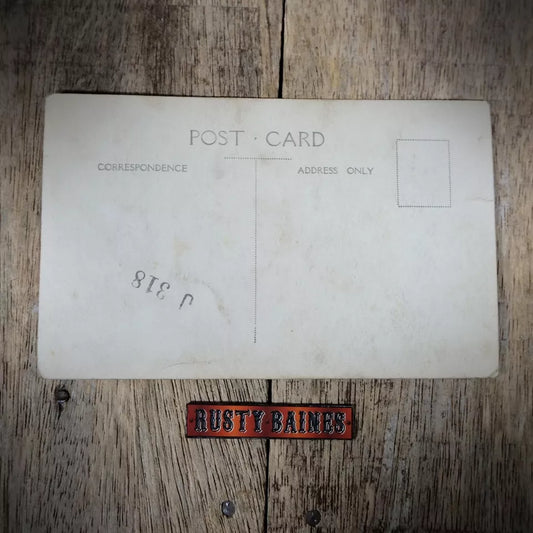 POST · CARD
CORRESPONDENCE
ADDRESS ONLY
J 318
RUSTY BAINES